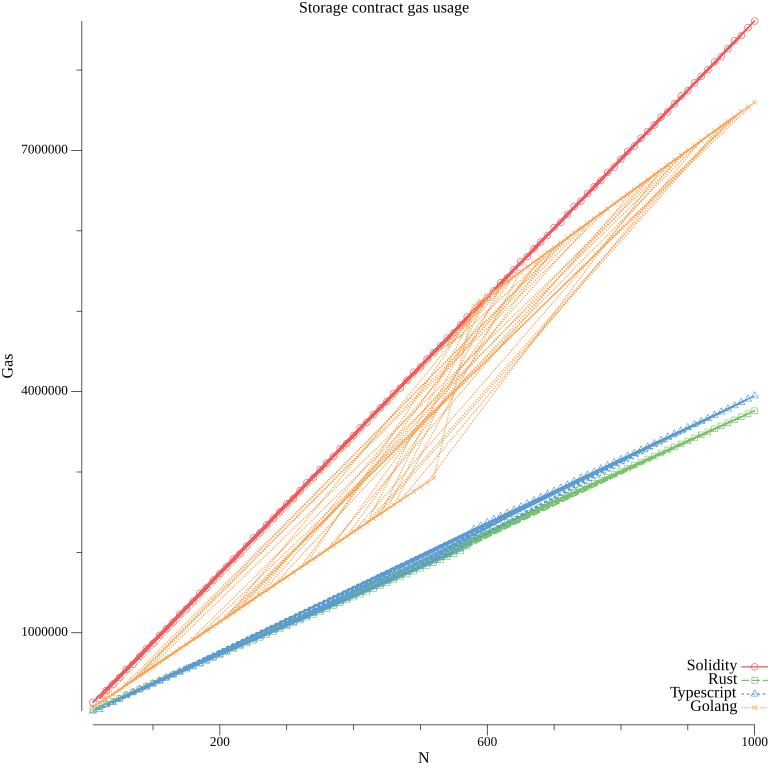 Storage contract gas usage
7000000
Gas
4000000
1000000
Solidity
Rust
Typescript
Golang
200
600
1000
N